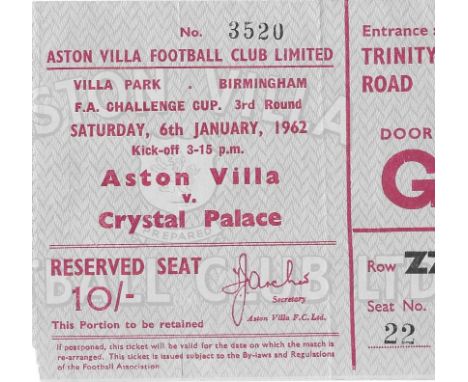 No. 3520
ASTON VILLA FOOTBALL CLUB LIMITED
VILLA PARK . BIRMINGHAM
F.A. CHALLENGE CUP. 3rd Round
SATURDAY, 6th JANUARY, 1962
Kick-off 3-15 p.m.
Aston Villa
v.
Crystal Palace
PREPARED
RESERVED SEAT
10/-
This Portion to be retained
J. Archer
Secretary
Aston Villa F.C. Ltd.
If postponed, this ticket will be valid for the date on which the match is
re-arranged. This ticket is issued subject to the By-laws and Regulations
of the Football Association
Entrance :
TRINITY
ROAD
DOOR
G
Row ZZ
Seat No.
22